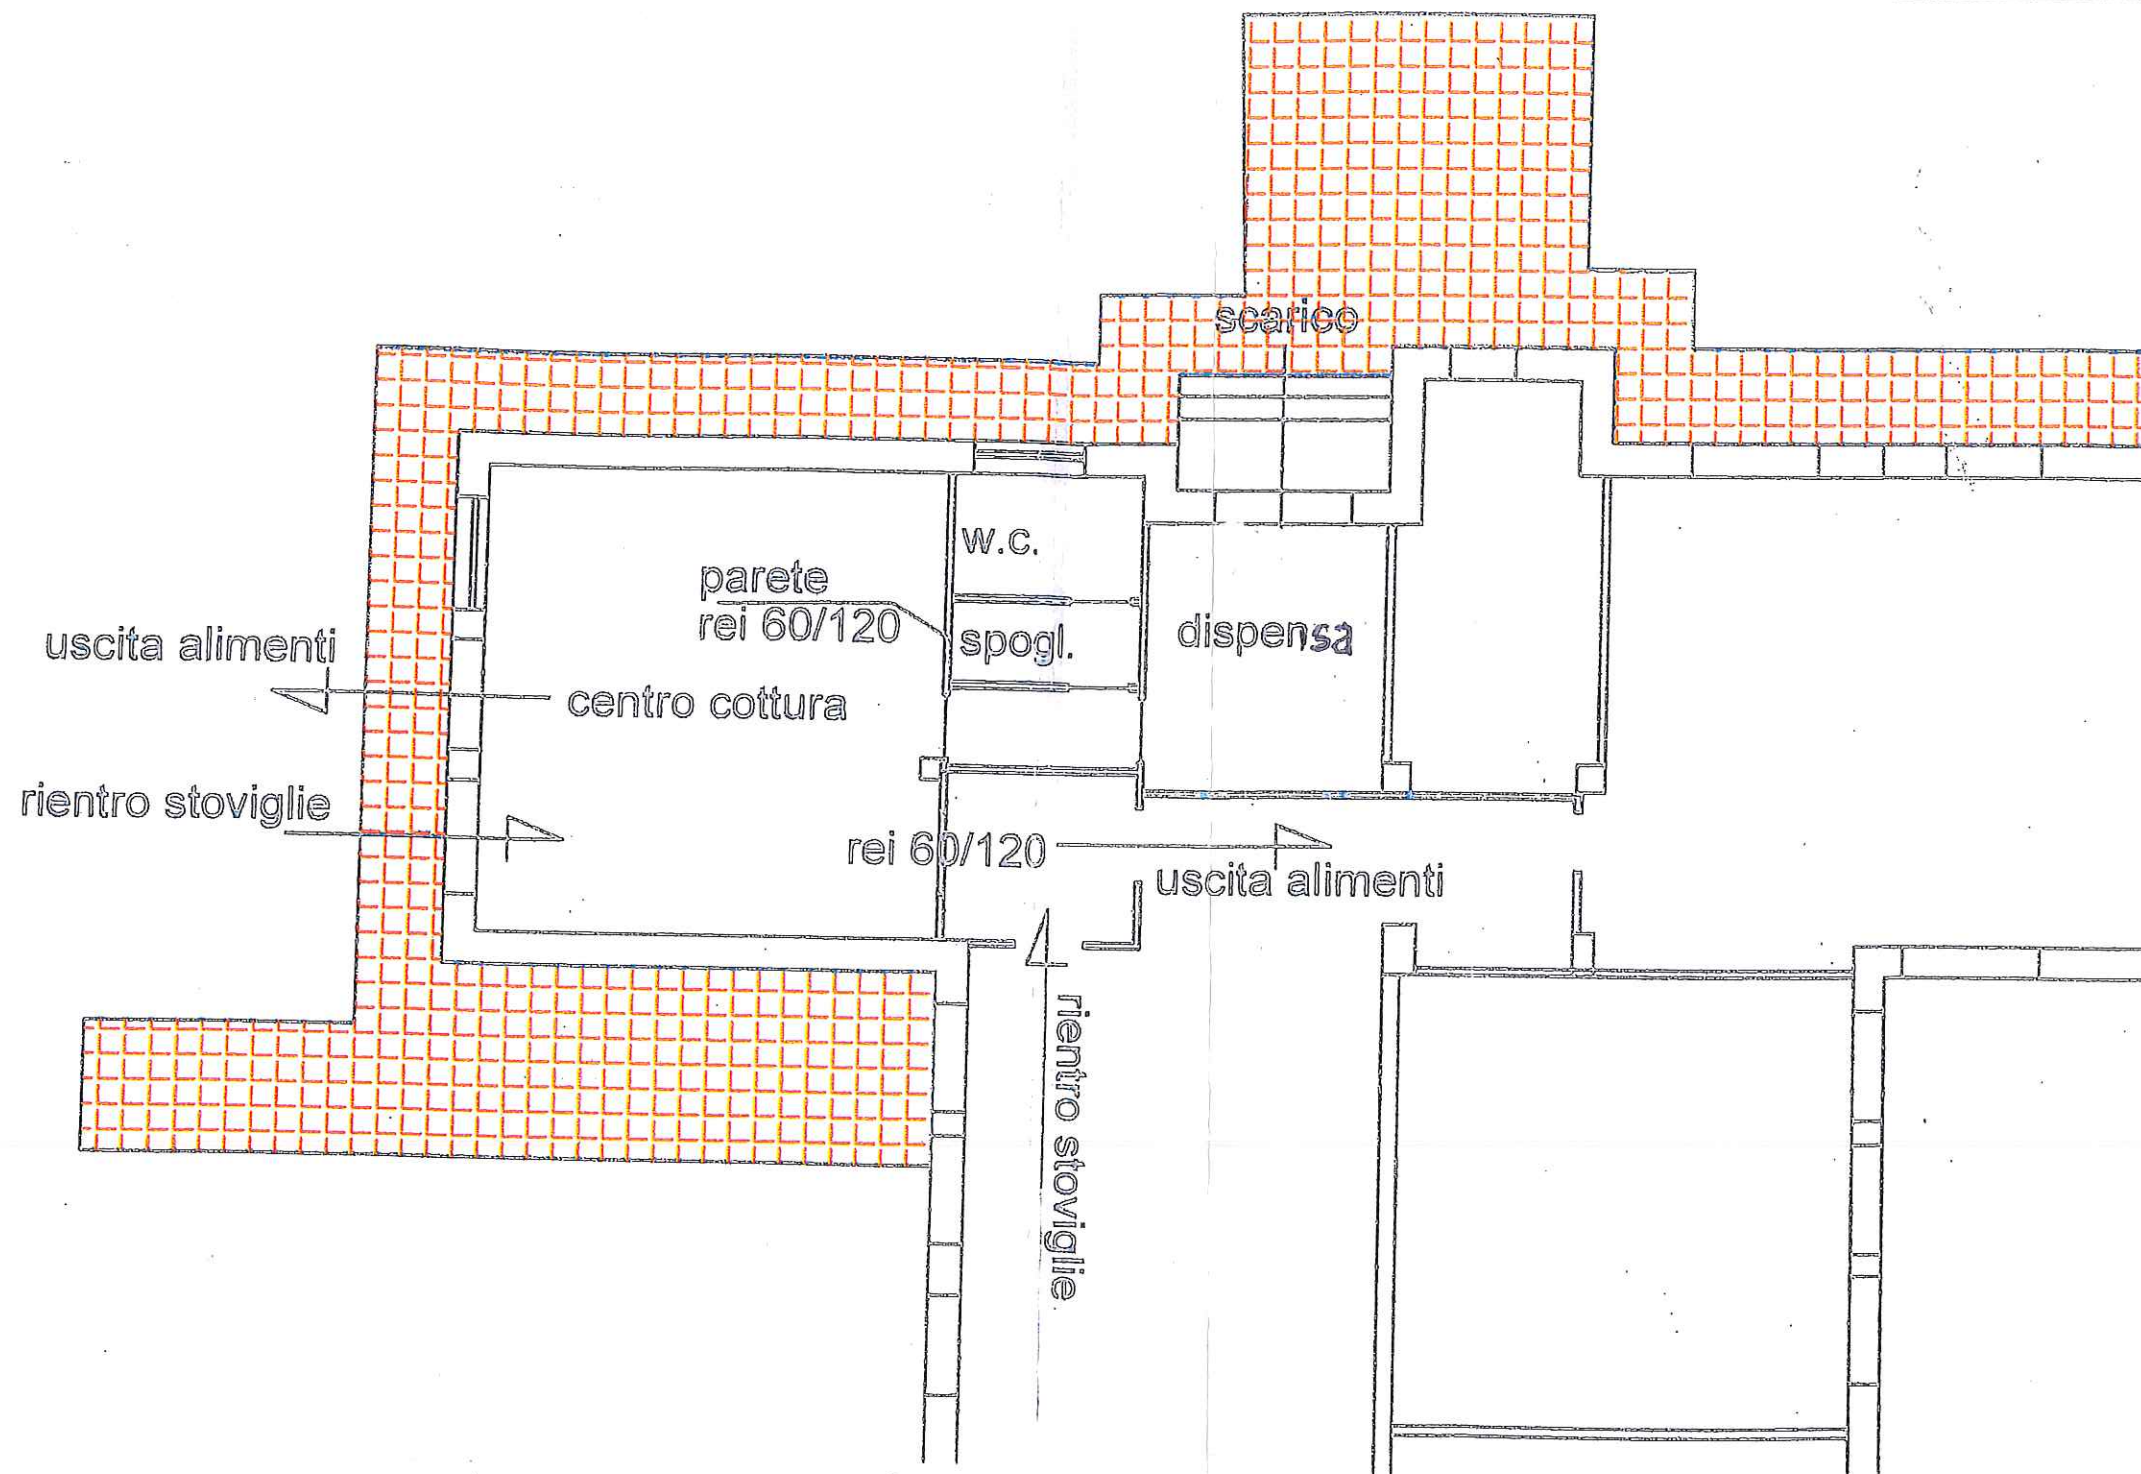 scarico
w.c.
parete
rei 60/120
spogl.
dispensa
uscita alimenti
centro cottura
rientro stoviglie
rei 60/120
uscita alimenti
rientro stoviglie